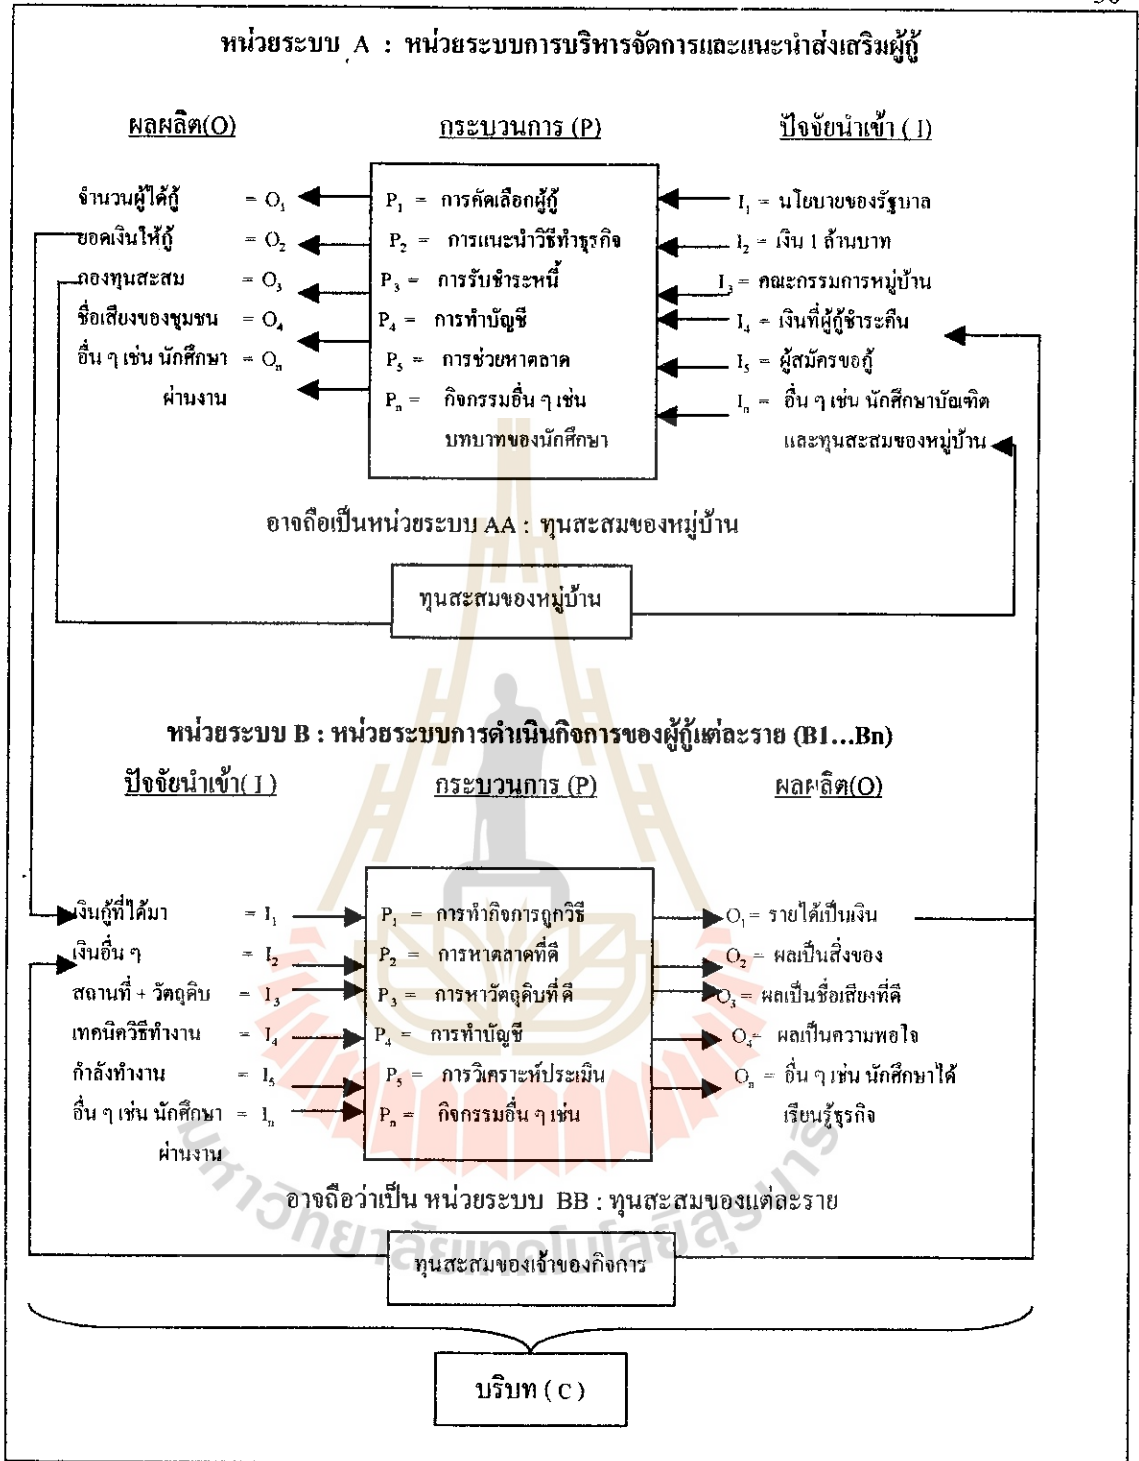 หน่วยระบบ A : หน่วยระบบการบริหารจัดการและแนะนำส่งเสริมผู้กู้
ผลผลิต(O) กระบวนการ (P) ปัจจัยนำเข้า ( I )
จำนวนผู้ได้กู้ = O1 P1 = การคัดเลือกผู้กู้ I1 = นโยบายของรัฐบาล
ยอดเงินให้กู้ = O2 P2 = การแนะนำวิธีทำธุรกิจ I2 = เงิน 1 ล้านบาท
กองทุนสะสม = O3 P3 = การรับชำระหนี้ I3 = คณะกรรมการหมู่บ้าน
ชื่อเสียงของชุมชน = O4 P4 = การทำบัญชี I4 = เงินที่ผู้กู้ชำระคืน
อื่น ๆ เช่น นักศึกษา = On P5 = การช่วยหาตลาด I5 = ผู้สมัครขอกู้
ผ่านงาน Pn = กิจกรรมอื่น ๆ เช่น In = อื่น ๆ เช่น นักศึกษาบัณฑิต
บทบาทของนักศึกษา และทุนสะสมของหมู่บ้าน
อาจถือเป็นหน่วยระบบ AA : ทุนสะสมของหมู่บ้าน
ทุนสะสมของหมู่บ้าน
หน่วยระบบ B : หน่วยระบบการดำเนินกิจการของผู้กู้แต่ละราย (B1...Bn)
ปัจจัยนำเข้า( I ) กระบวนการ (P) ผลผลิต(O)
เงินกู้ที่ได้มา = I1 P1 = การทำกิจการถูกวิธี O1 = รายได้เป็นเงิน
เงินอื่น ๆ = I2 P2 = การหาตลาดที่ดี O2 = ผลเป็นสิ่งของ
สถานที่ + วัตถุดิบ = I3 P3 = การหาวัตถุดิบที่ดี O3 = ผลเป็นชื่อเสียงที่ดี
เทคนิควิธีทำงาน = I4 P4 = การทำบัญชี O4 = ผลเป็นความพอใจ
กำลังทำงาน = I5 P5 = การวิเคราะห์ประเมิน On = อื่น ๆ เช่น นักศึกษาได้
อื่น ๆ เช่น นักศึกษา = In Pn = กิจกรรมอื่น ๆ เช่น เรียนรู้ธุรกิจ
ผ่านงาน
อาจถือว่าเป็น หน่วยระบบ BB : ทุนสะสมของแต่ละราย
มหาวิทยาลัยเทคโนโลยีสุรนารี
ทุนสะสมของเจ้าของกิจการ
บริบท ( C )